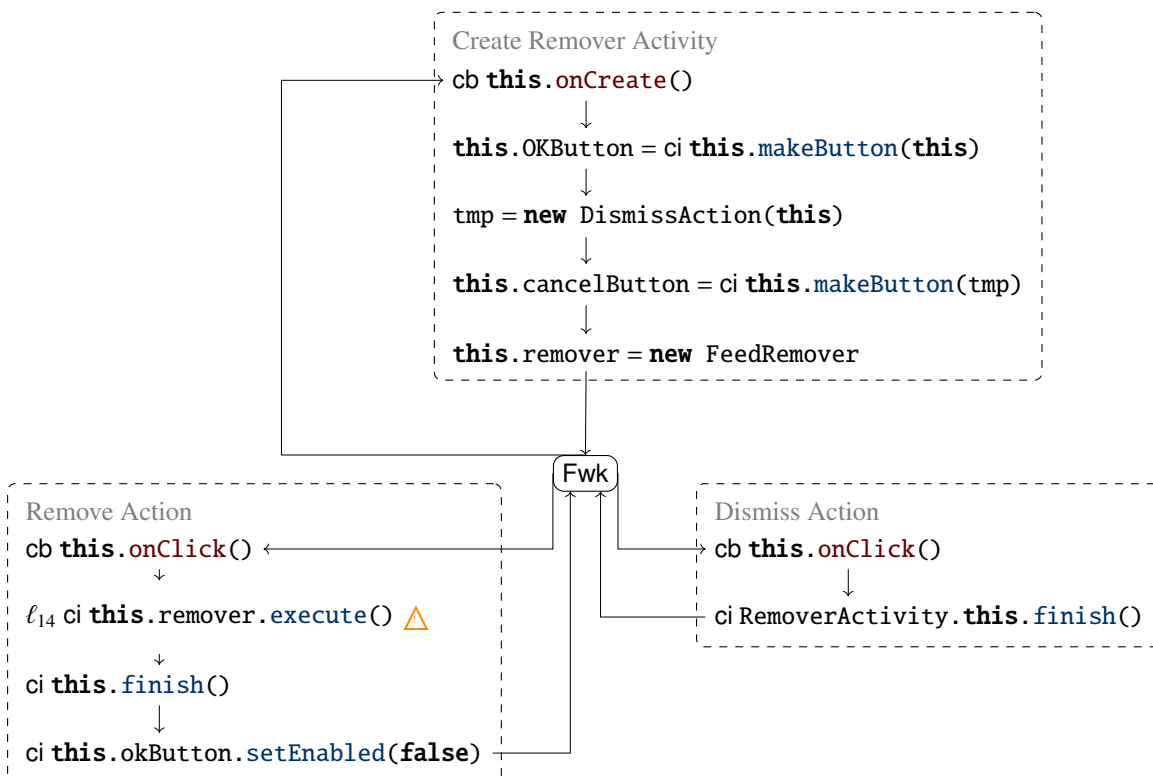 Create Remover Activity
cb this.onCreate()
this.OKButton = ci this.makeButton(this)
tmp = new DismissAction(this)
this.cancelButton = ci this.makeButton(tmp)
this.remover = new FeedRemover
Fwk
Remove Action
cb this.onClick()
ℓ14 ci this.remover.execute() ⚠
ci this.finish()
ci this.okButton.setEnabled(false)
Dismiss Action
cb this.onClick()
ci RemoverActivity.this.finish()